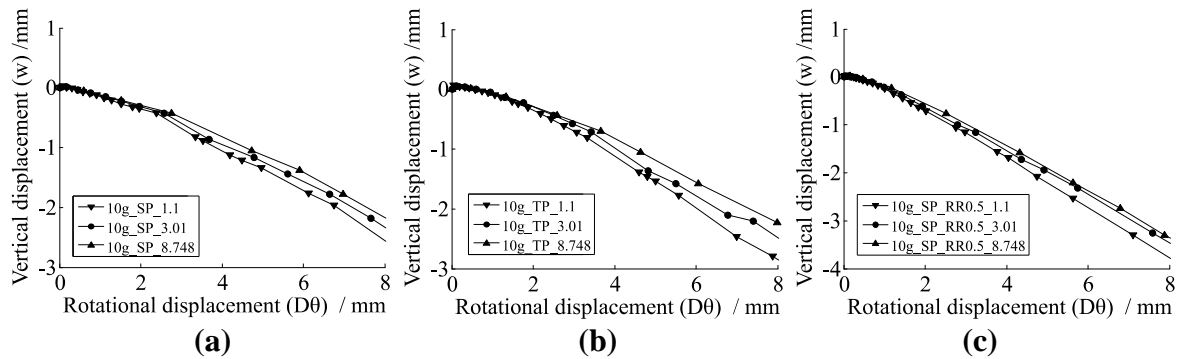 Vertical displacement (w) /mm
1
0
-1
-2
-3
10g_SP_1.1
10g_SP_3.01
10g_SP_8.748
0 2 4 6 8
Rotational displacement (Dθ) / mm
(a)
Vertical displacement (w) /mm
1
0
-1
-2
-3
10g_TP_1.1
10g_TP_3.01
10g_TP_8.748
0 2 4 6 8
Rotational displacement (Dθ) / mm
(b)
Vertical displacement (w) /mm
1
0
-1
-2
-3
-4
10g_SP_RR0.5_1.1
10g_SP_RR0.5_3.01
10g_SP_RR0.5_8.748
0 2 4 6 8
Rotational displacement (Dθ) / mm
(c)